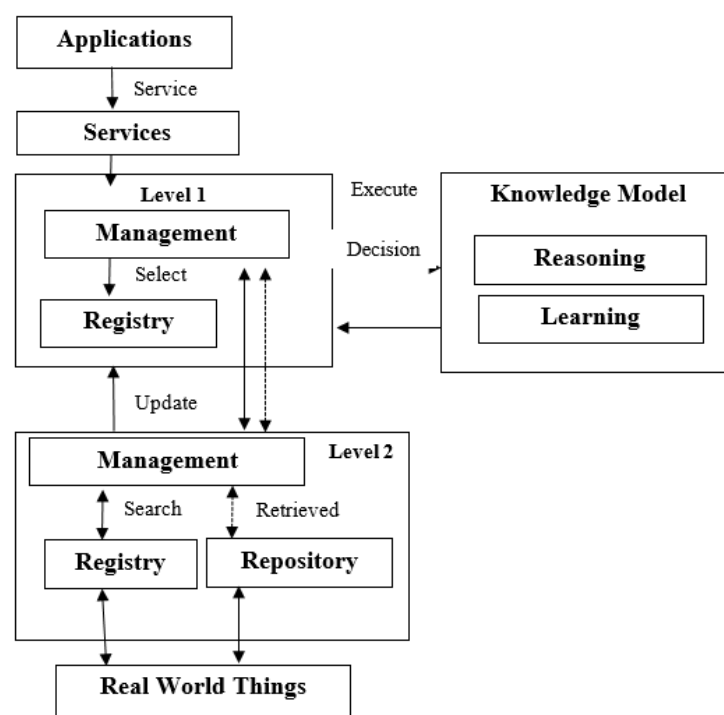 Applications
Service
Services
Level 1
Management
Select
Registry
Execute
Decision
Knowledge Model
Reasoning
Learning
Update
Level 2
Management
Search
Retrieved
Registry
Repository
Real World Things